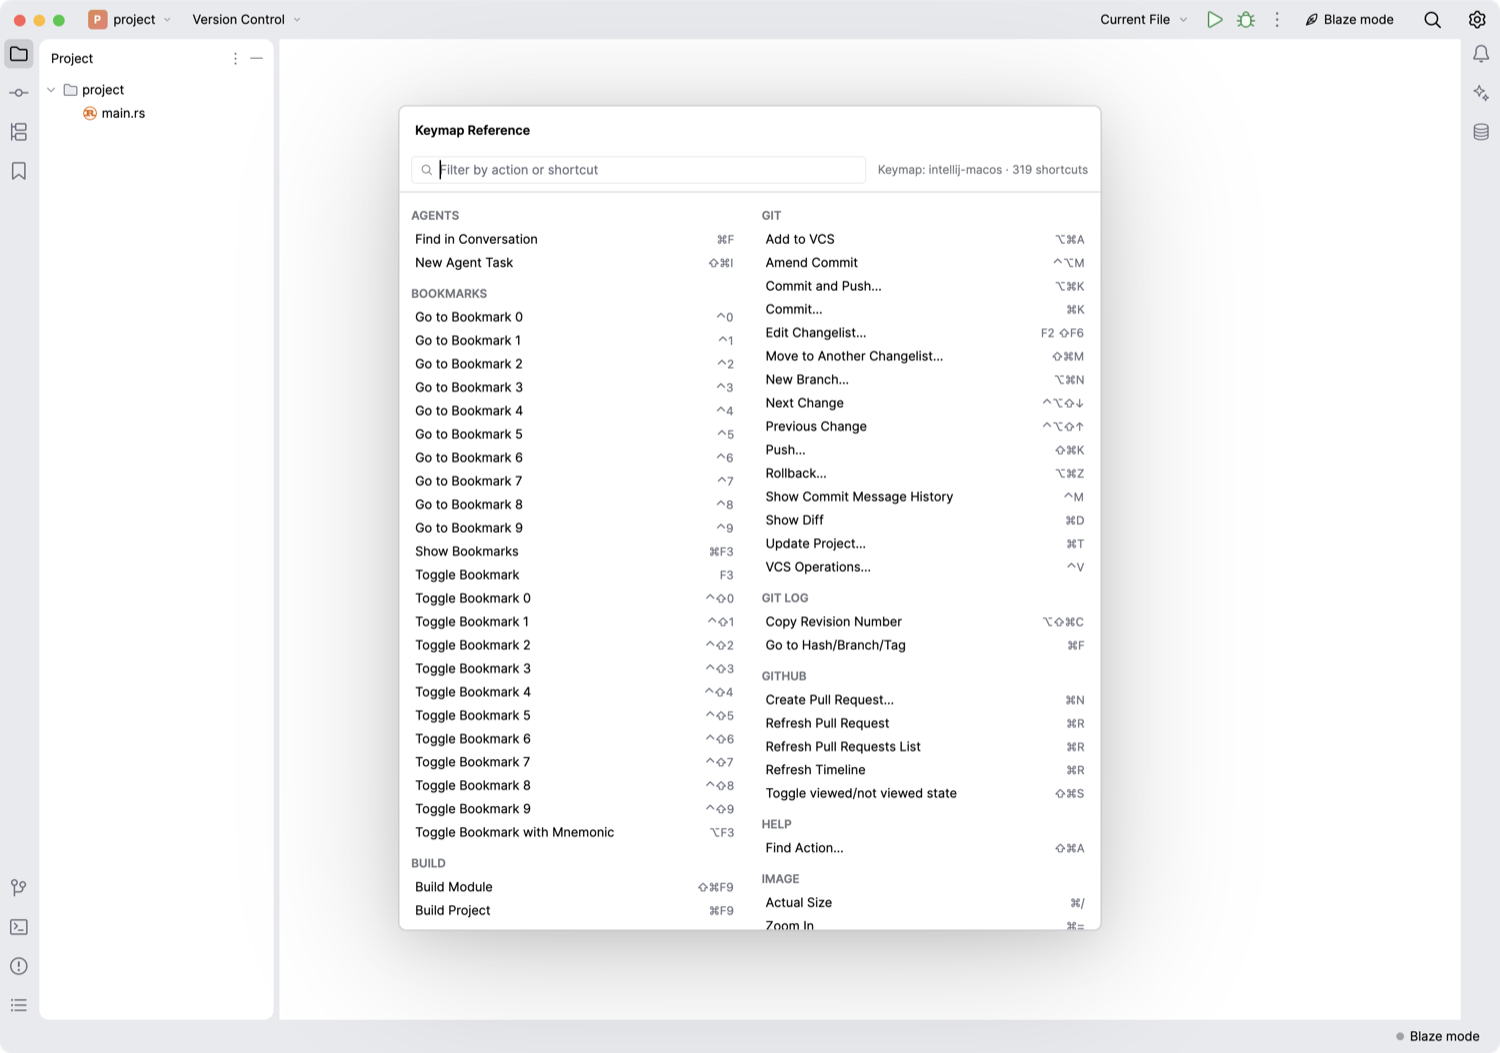 P project Version Control Current File Blaze mode
Project
project
main.rs
Keymap Reference
Filter by action or shortcut Keymap: intellij-macos · 319 shortcuts
AGENTS
Find in Conversation ⌘F
New Agent Task ⇧⌘I
BOOKMARKS
Go to Bookmark 0 ^0
Go to Bookmark 1 ^1
Go to Bookmark 2 ^2
Go to Bookmark 3 ^3
Go to Bookmark 4 ^4
Go to Bookmark 5 ^5
Go to Bookmark 6 ^6
Go to Bookmark 7 ^7
Go to Bookmark 8 ^8
Go to Bookmark 9 ^9
Show Bookmarks ⌘F3
Toggle Bookmark F3
Toggle Bookmark 0 ^⇧0
Toggle Bookmark 1 ^⇧1
Toggle Bookmark 2 ^⇧2
Toggle Bookmark 3 ^⇧3
Toggle Bookmark 4 ^⇧4
Toggle Bookmark 5 ^⇧5
Toggle Bookmark 6 ^⇧6
Toggle Bookmark 7 ^⇧7
Toggle Bookmark 8 ^⇧8
Toggle Bookmark 9 ^⇧9
Toggle Bookmark with Mnemonic ⌥F3
BUILD
Build Module ⇧⌘F9
Build Project ⌘F9
GIT
Add to VCS ⌥⌘A
Amend Commit ^⌥M
Commit and Push... ⌥⌘K
Commit... ⌘K
Edit Changelist... F2 ⇧F6
Move to Another Changelist... ⇧⌘M
New Branch... ⌥⌘N
Next Change ^⌥⇧↓
Previous Change ^⌥⇧↑
Push... ⇧⌘K
Rollback... ⌥⌘Z
Show Commit Message History ^M
Show Diff ⌘D
Update Project... ⌘T
VCS Operations... ^V
GIT LOG
Copy Revision Number ⌥⇧⌘C
Go to Hash/Branch/Tag ⌘F
GITHUB
Create Pull Request... ⌘N
Refresh Pull Request ⌘R
Refresh Pull Requests List ⌘R
Refresh Timeline ⌘R
Toggle viewed/not viewed state ⇧⌘S
HELP
Find Action... ⇧⌘A
IMAGE
Actual Size ⌘/
Zoom In ⌘=
Blaze mode